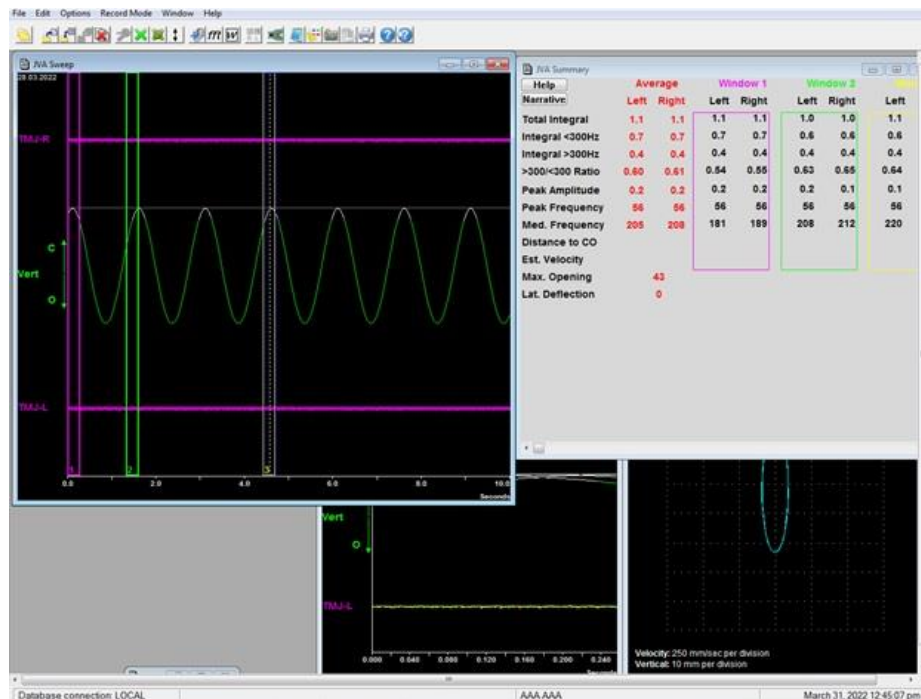 File Edit Options Record Mode Window Help
JVA Sweep
28.03.2022
TMJ-R
C
Vert
O
TMJ-L
1 2 3
0.0 2.0 4.0 6.0 8.0 10.0
Seconds
JVA Summary
Help Average Window 1 Window 2
Narrative Left Right Left Right Left Right Left
Total Integral 1.1 1.1 1.1 1.1 1.0 1.0 1.1
Integral <300Hz 0.7 0.7 0.7 0.7 0.6 0.6 0.6
Integral >300Hz 0.4 0.4 0.4 0.4 0.4 0.4 0.4
>300/<300 Ratio 0.60 0.61 0.54 0.55 0.63 0.65 0.64
Peak Amplitude 0.2 0.2 0.2 0.2 0.2 0.1 0.1
Peak Frequency 56 56 56 56 56 56 56
Med. Frequency 205 208 181 189 208 212 220
Distance to CO
Est. Velocity
Max. Opening 43
Lat. Deflection 0
Vert
O
TMJ-L
0.000 0.040 0.080 0.120 0.160 0.200 0.240
Velocity: 250 mm/sec per division
Vertical: 10 mm per division
Database connection: LOCAL AAA AAA March 31, 2022 12:45:07 pm